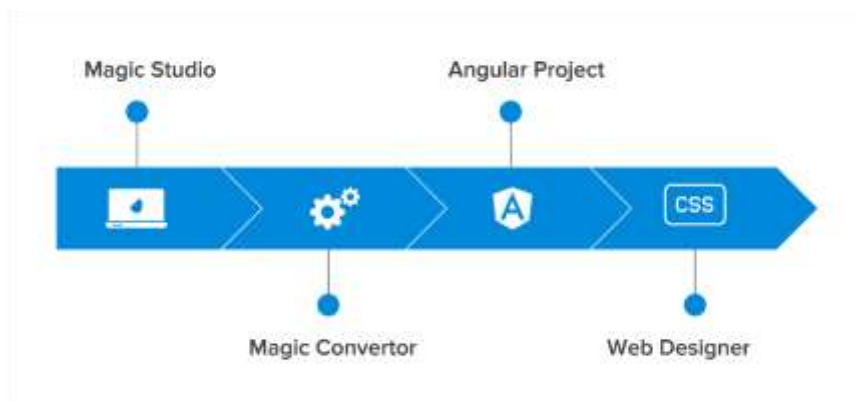 Magic Studio
Angular Project
A
CSS
Magic Convertor
Web Designer